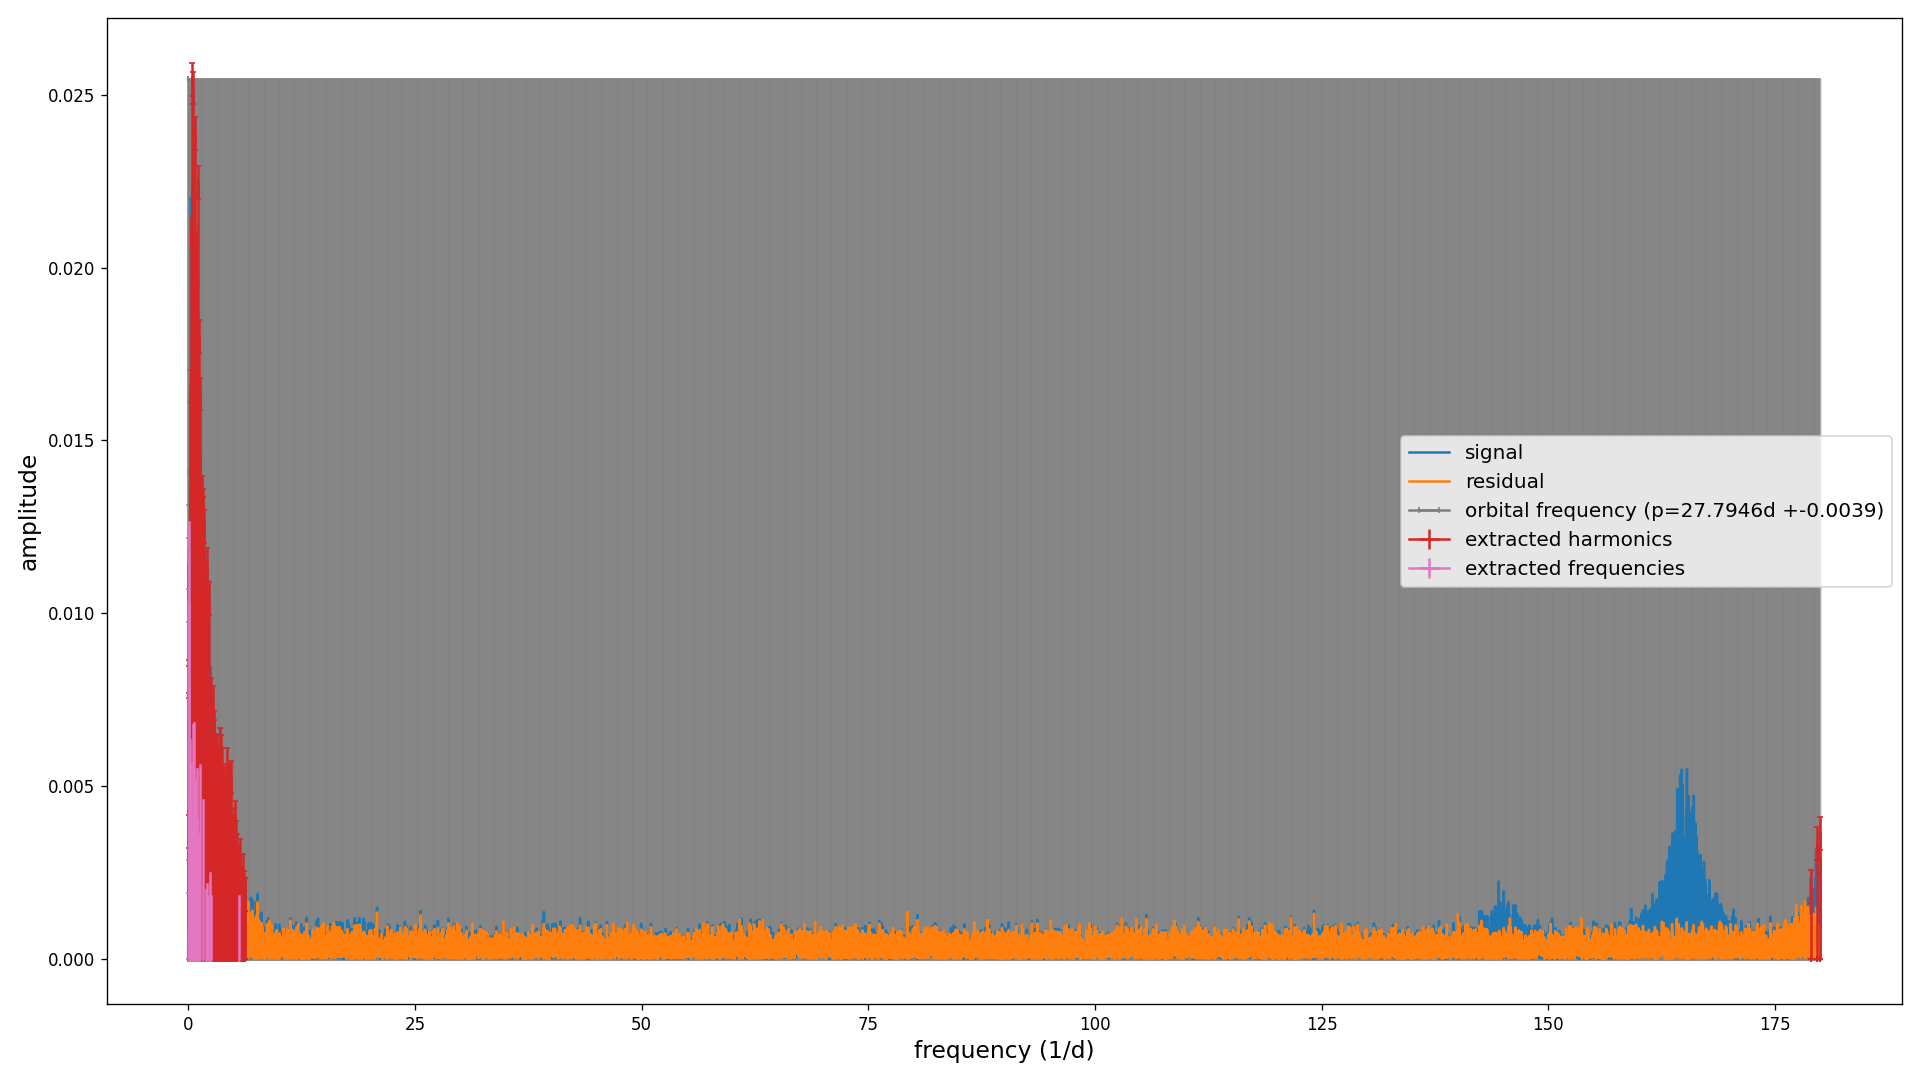 amplitude
0.025
0.020
0.015
0.010
0.005
0.000
0
25
50
75
100
125
150
175
frequency (1/d)
signal
residual
orbital frequency (p=27.7946d +-0.0039)
extracted harmonics
extracted frequencies